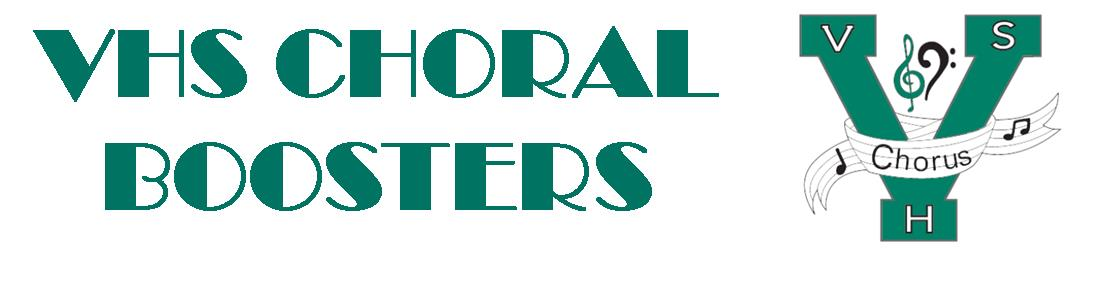 VHS CHORAL
BOOSTERS
V S
Chorus
H